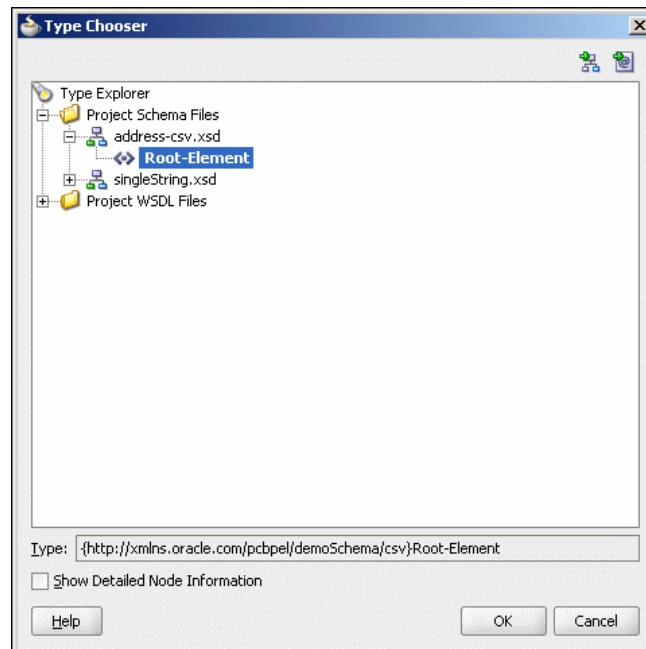 Type Chooser
Type Explorer
Project Schema Files
address-csv.xsd
Root-Element
singleString.xsd
Project WSDL Files
Type: {http://xmlns.oracle.com/pcbpel/demoSchema/csv}Root-Element
Show Detailed Node Information
Help OK Cancel